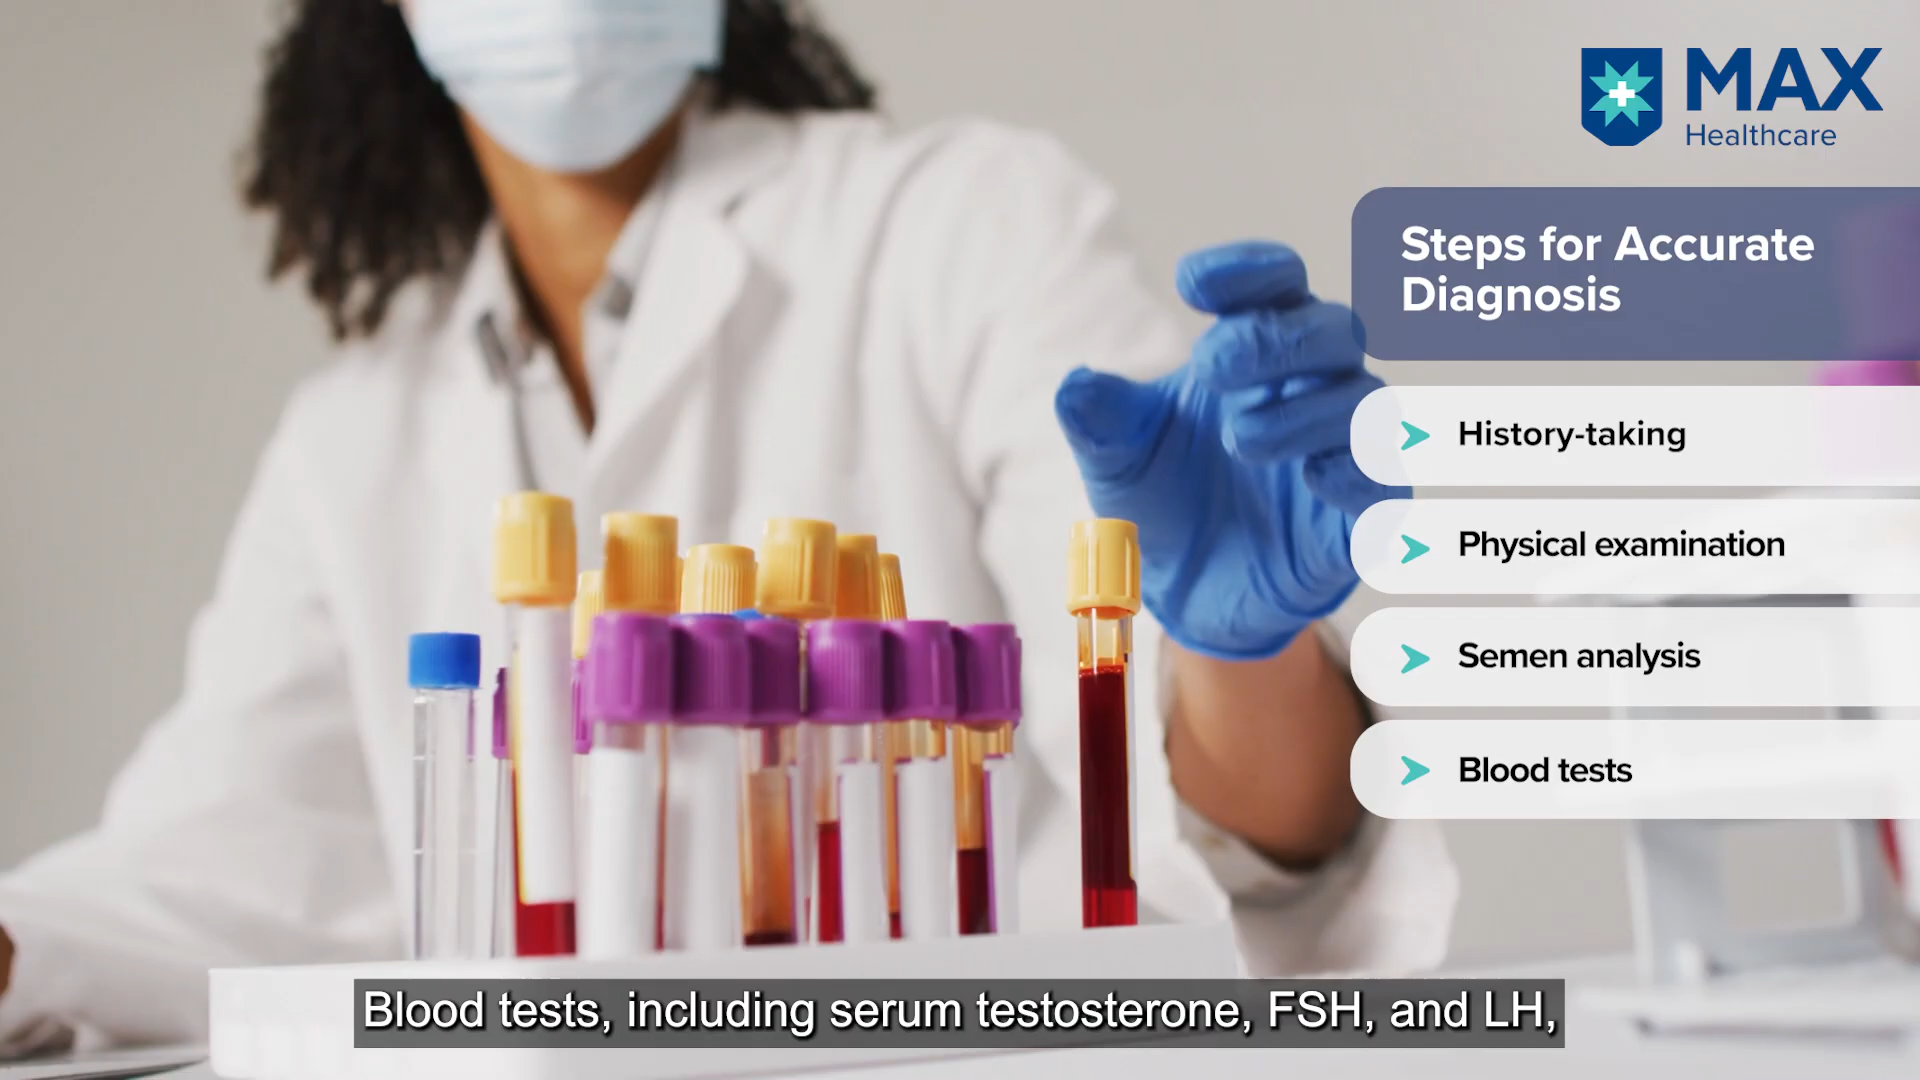 MAX
Healthcare
Steps for Accurate
Diagnosis
History-taking
Physical examination
Semen analysis
Blood tests
Blood tests, including serum testosterone, FSH, and LH,